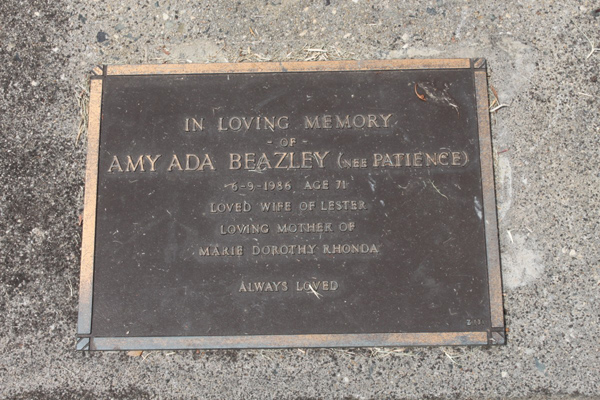 IN LOVING MEMORY
- OF -
AMY ADA BEAZLEY (NEE PATIENCE)
6-9-1986 AGE 71
LOVED WIFE OF LESTER
LOVING MOTHER OF
MARIE DOROTHY RHONDA
ALWAYS LOVED